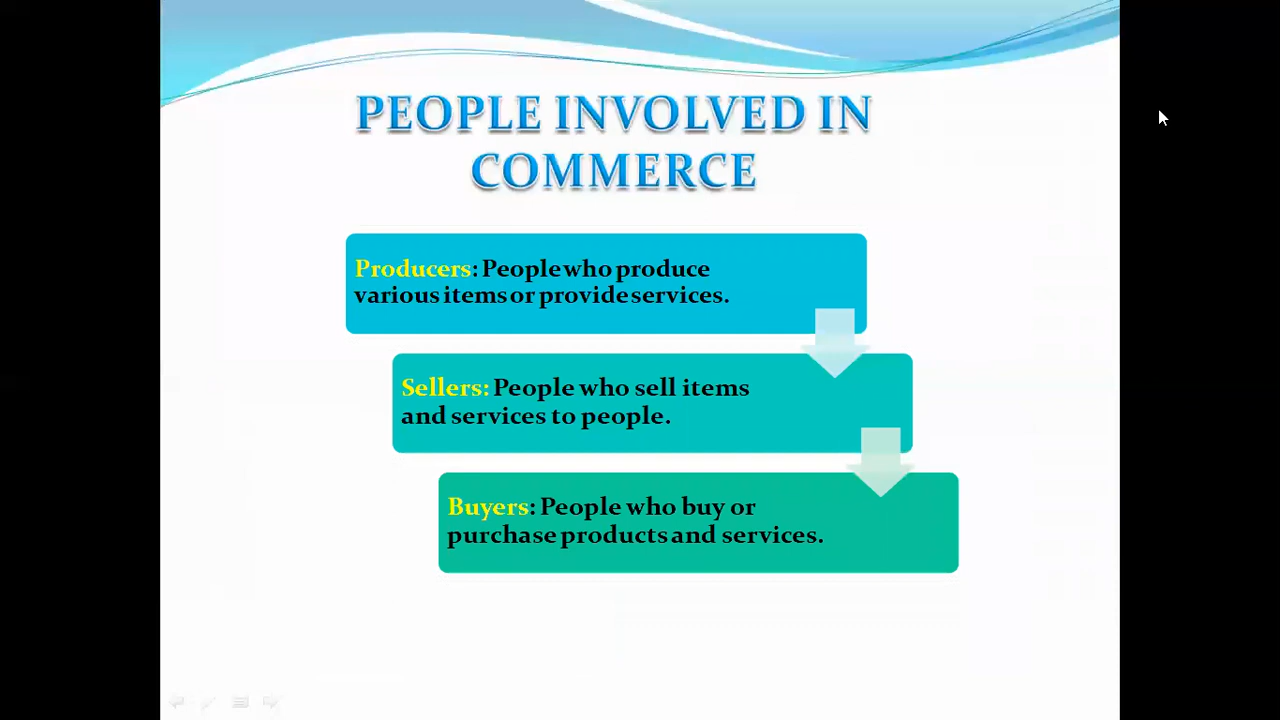 PEOPLE INVOLVED IN
COMMERCE
Producers: People who produce
various items or provide services.
Sellers: People who sell items
and services to people.
Buyers: People who buy or
purchase products and services.